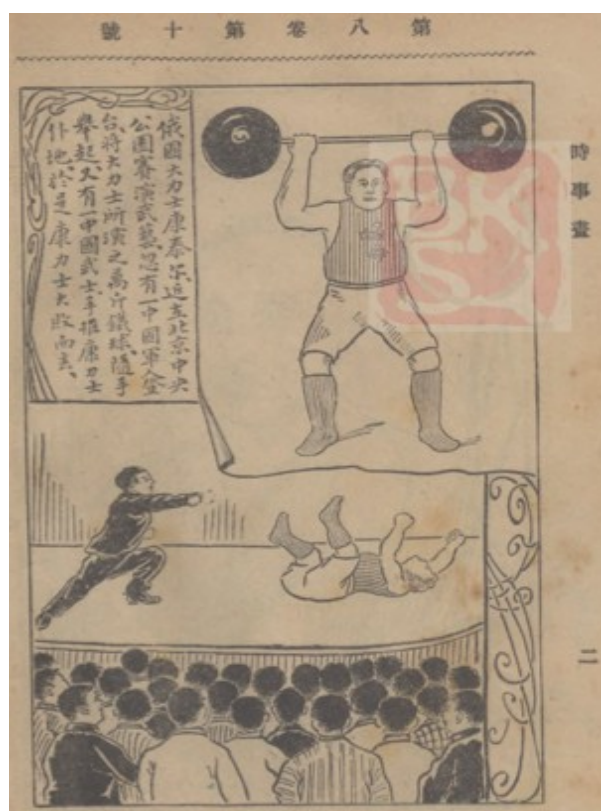 第八卷第十號
時事畫
俄國大力士康泰尔近在北京中央
公園賽演武藝忽有一中國軍人登
台、將大力士所演之萬斤鐵球、隨手
舉起、又有一中國武士手推康力士
仆地、於是康力士大敗而去、
二